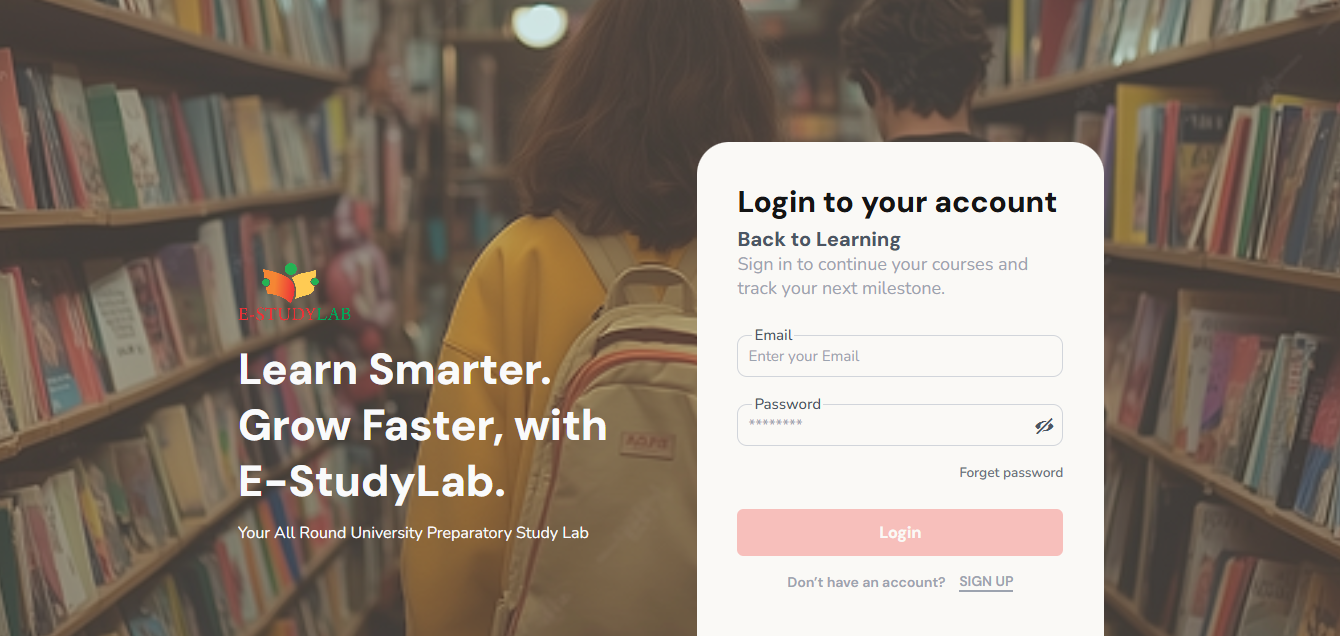 E-STUDYLAB
Learn Smarter.
Grow Faster, with
E-StudyLab.
Your All Round University Preparatory Study Lab
Login to your account
Back to Learning
Sign in to continue your courses and
track your next milestone.
Email
Enter your Email
Password
********
Forget password
Login
Don't have an account? SIGN UP